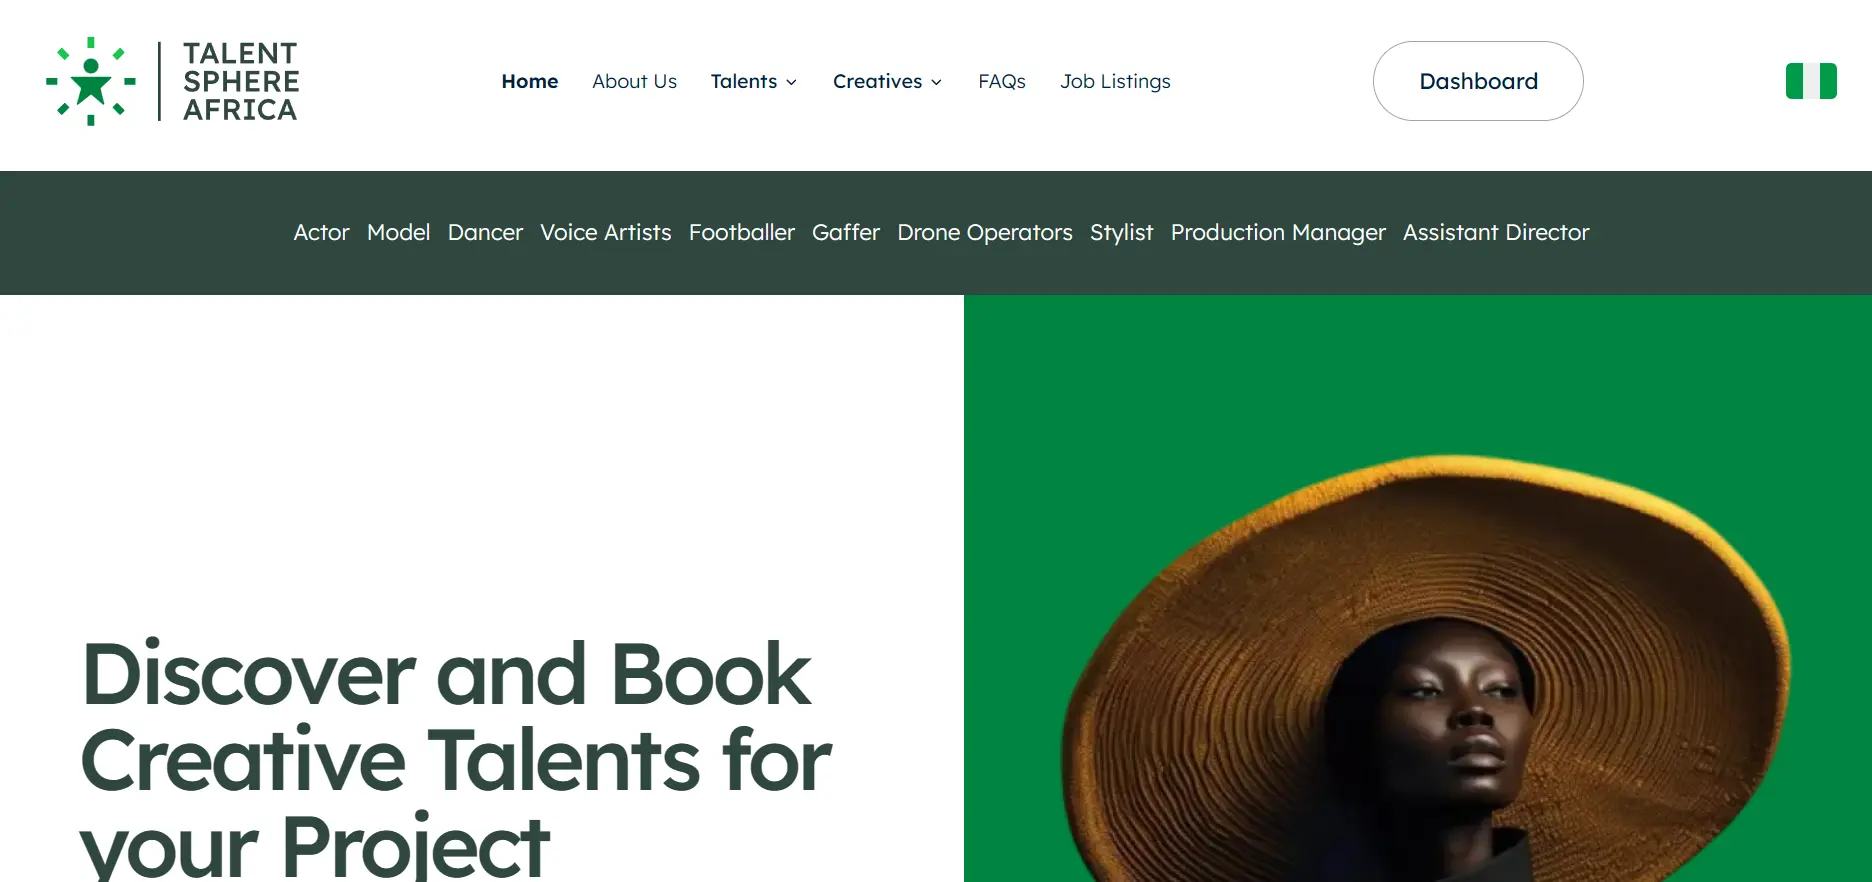 TALENT
SPHERE
AFRICA
Home About Us Talents Creatives FAQs Job Listings
Dashboard
Actor Model Dancer Voice Artists Footballer Gaffer Drone Operators Stylist Production Manager Assistant Director
Discover and Book
Creative Talents for
your Project